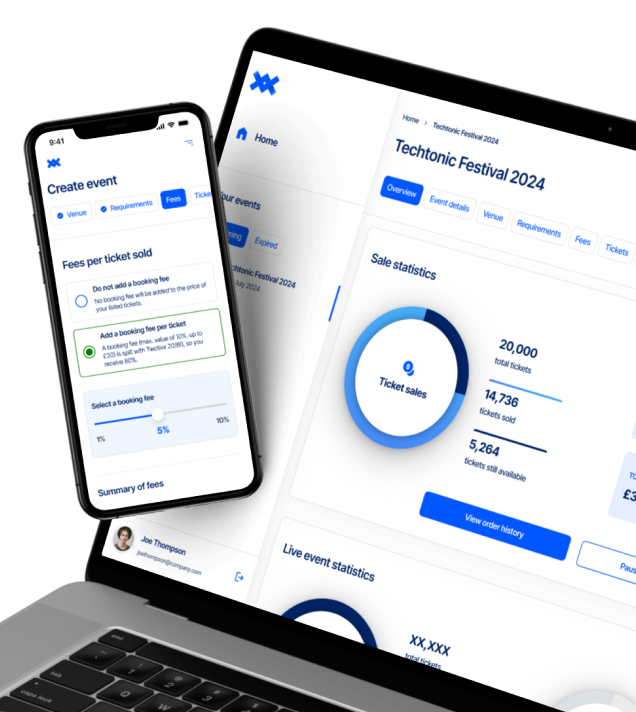 9:41
Create event
Venue
Requirements
Fees
Ticke
Fees per ticket sold
Do not add a booking fee
No booking fee will be added to the price of
your listed tickets.
Add a booking fee per ticket
A booking fee (max. value of 10%, up to
£20) is split with Twotixx 20/80, so you
receive 80%.
Select a booking fee
1%
5%
10%
Summary of fees
Home
our events
ming
Expired
chtonic Festival 2024
July 2024
Joe Thompson
joethompson@company.com
Home > Techtonic Festival 2024
Techtonic Festival 2024
Overview
Event details
Venue
Requirements
Fees
Tickets
Sale statistics
Ticket sales
20,000
total tickets
14,736
tickets sold
5,264
tickets still available
TO
£3
View order history
Paus
Live event statistics
XX,XXX
total tickets
esc
tab
caps lock
Q
W
1
2
3